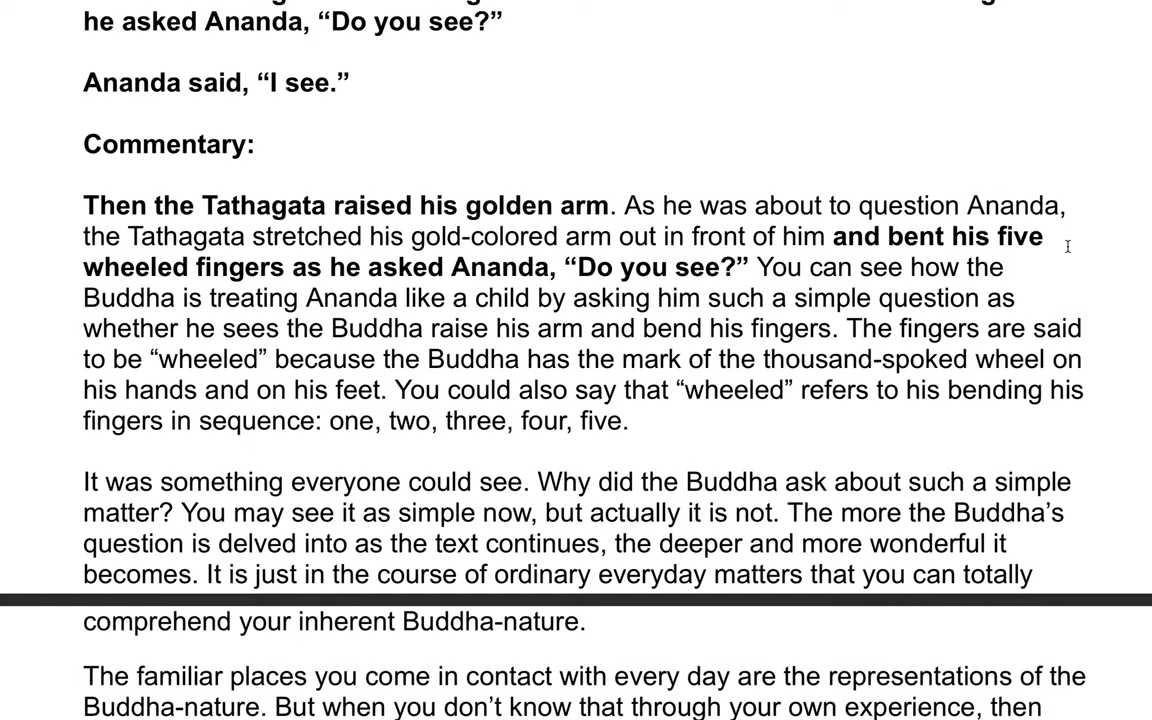 he asked Ananda, “Do you see?”
Ananda said, “I see.”
Commentary:
Then the Tathagata raised his golden arm. As he was about to question Ananda,
the Tathagata stretched his gold-colored arm out in front of him and bent his five
wheeled fingers as he asked Ananda, “Do you see?” You can see how the
Buddha is treating Ananda like a child by asking him such a simple question as
whether he sees the Buddha raise his arm and bend his fingers. The fingers are said
to be “wheeled” because the Buddha has the mark of the thousand-spoked wheel on
his hands and on his feet. You could also say that “wheeled” refers to his bending his
fingers in sequence: one, two, three, four, five.
It was something everyone could see. Why did the Buddha ask about such a simple
matter? You may see it as simple now, but actually it is not. The more the Buddha’s
question is delved into as the text continues, the deeper and more wonderful it
becomes. It is just in the course of ordinary everyday matters that you can totally
comprehend your inherent Buddha-nature.
The familiar places you come in contact with every day are the representations of the
Buddha-nature. But when you don’t know that through your own experience, then